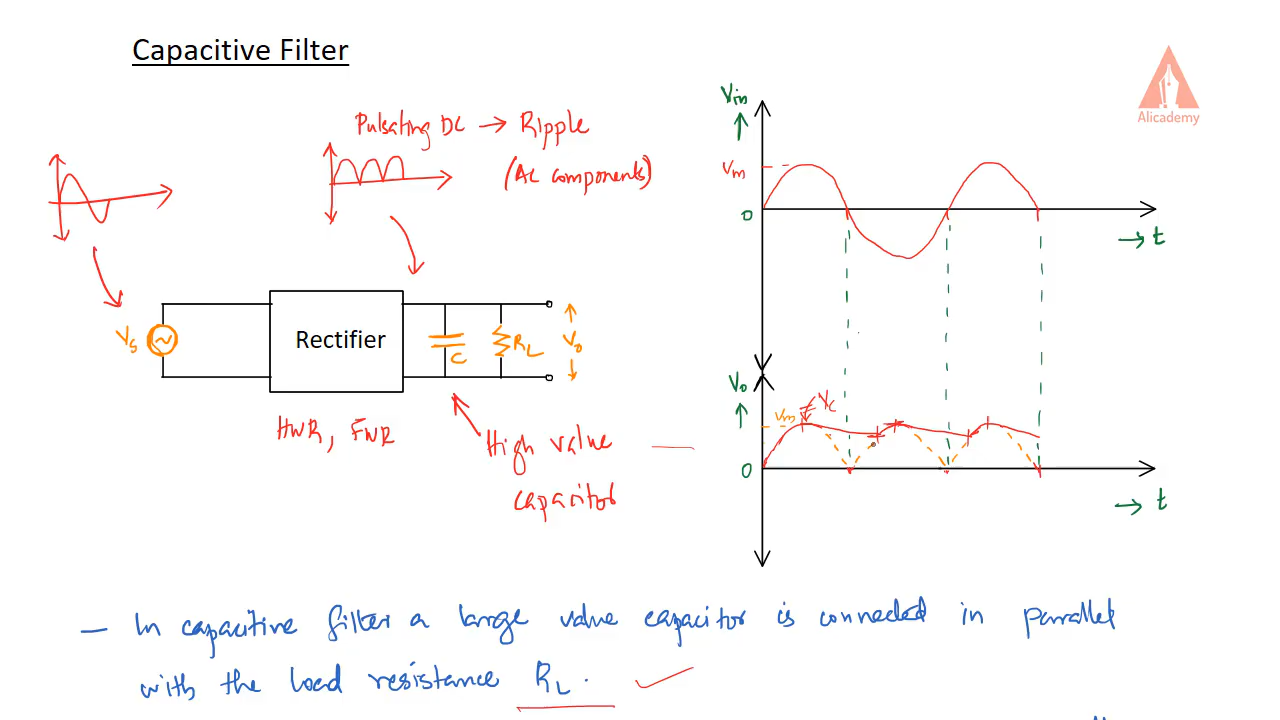 Capacitive Filter
Alicademy
Pulsating DC → Ripple
(AC components)
Vin
Vm
0
→ t
Vs
Rectifier
C
RL
Vo
HWR, FWR
High value
capacitor
Vo
Vm
Vc
0
→ t
— In capacitive filter a large value capacitor is connected in parallel
with the load resistance RL.